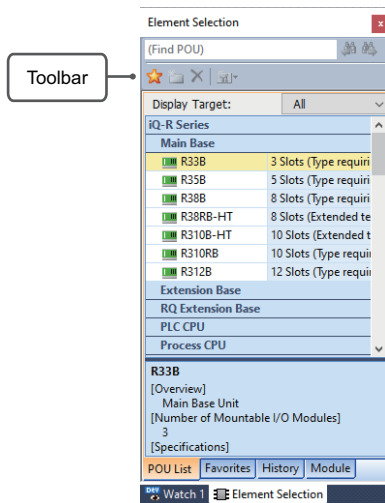 Element Selection
x
(Find POU)
Toolbar
Display Target: All
iQ-R Series
Main Base
R33B 3 Slots (Type requiri
R35B 5 Slots (Type requiri
R38B 8 Slots (Type requiri
R38RB-HT 8 Slots (Extended te
R310B-HT 10 Slots (Extended t
R310RB 10 Slots (Type requi
R312B 12 Slots (Type requi
Extension Base
RQ Extension Base
PLC CPU
Process CPU
R33B
[Overview]
Main Base Unit
[Number of Mountable I/O Modules]
3
[Specifications]
POU List Favorites History Module
Watch 1 Element Selection